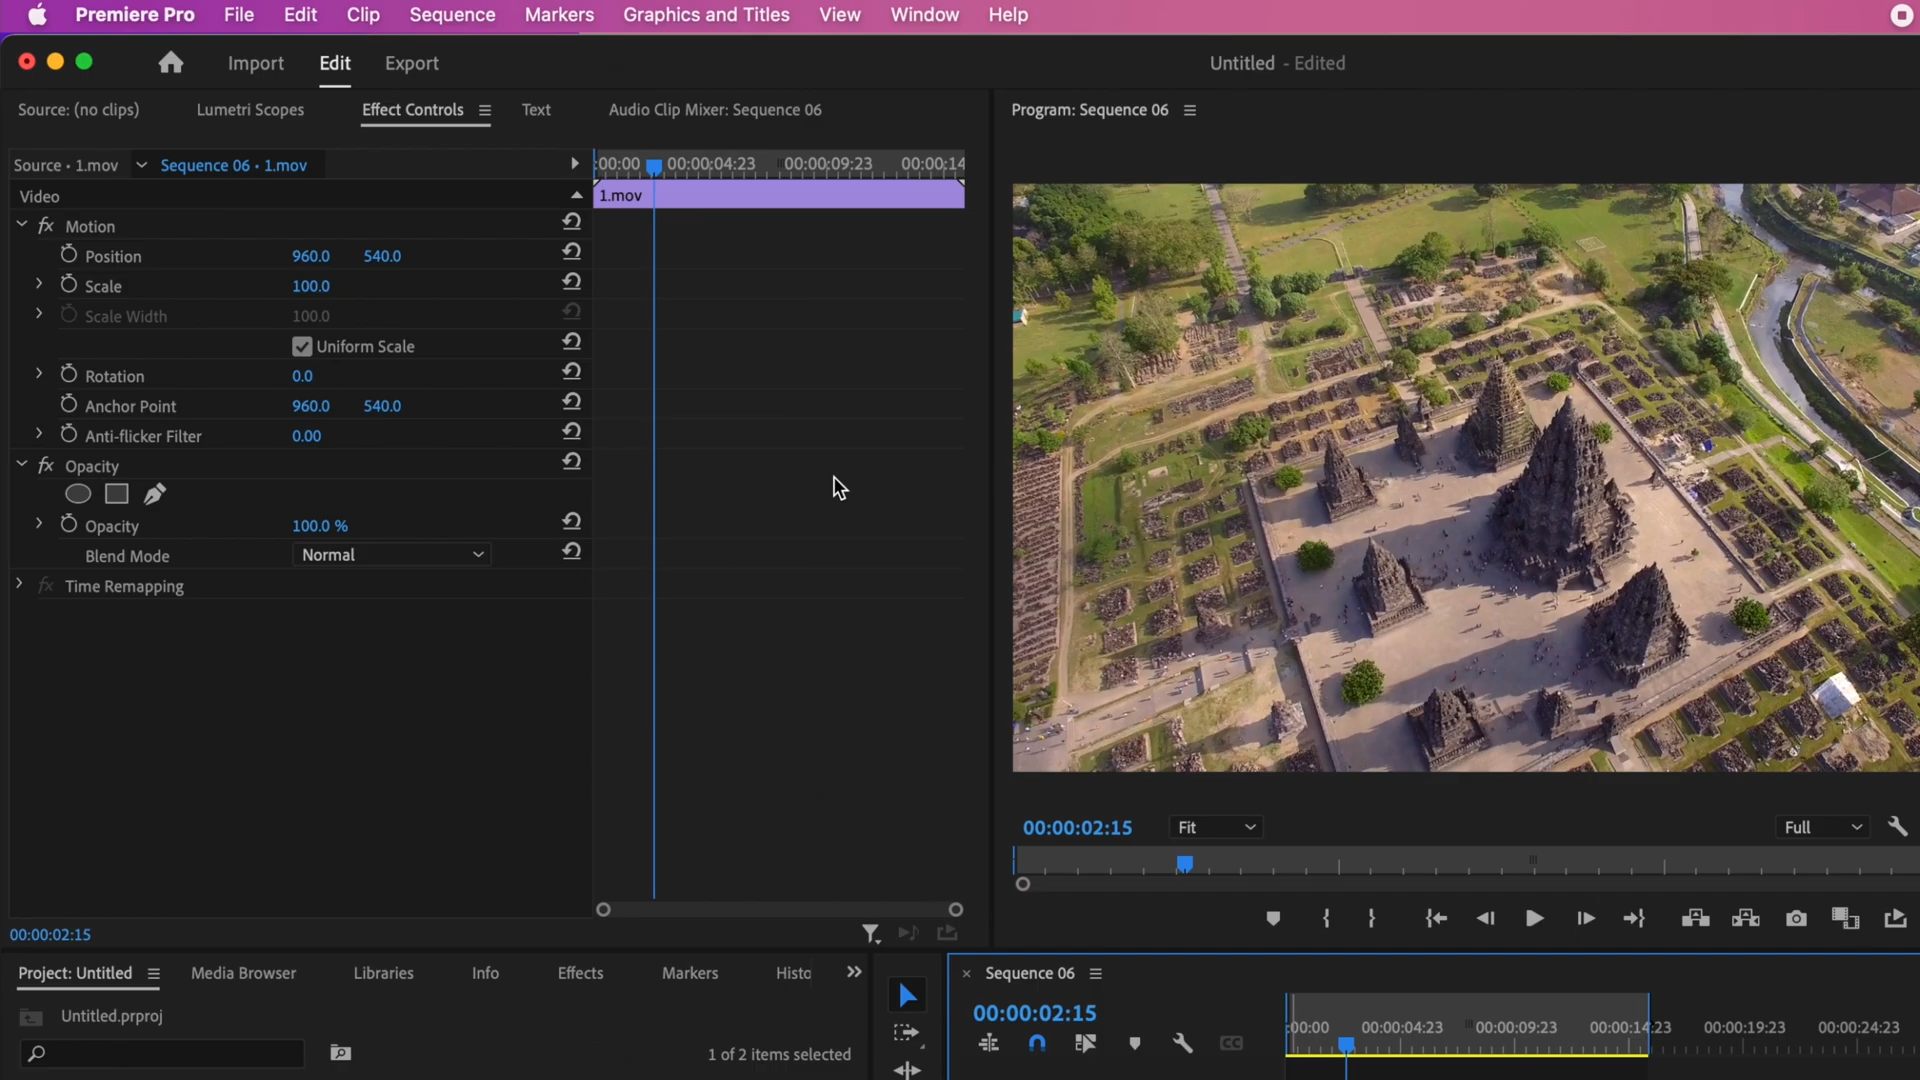 Premiere Pro File Edit Clip Sequence Markers Graphics and Titles View Window Help
Import Edit Export Untitled - Edited
Source: (no clips) Lumetri Scopes Effect Controls Text Audio Clip Mixer: Sequence 06 Program: Sequence 06
Source • 1.mov Sequence 06 • 1.mov :00:00 00:00:04:23 00:00:09:23 00:00:14
Video 1.mov
fx Motion
Position 960.0 540.0
Scale 100.0
Scale Width 100.0
Uniform Scale
Rotation 0.0
Anchor Point 960.0 540.0
Anti-flicker Filter 0.00
fx Opacity
Opacity 100.0 %
Blend Mode Normal
fx Time Remapping
00:00:02:15 Fit Full
00:00:02:15
Project: Untitled Media Browser Libraries Info Effects Markers Histo Sequence 06
Untitled.prproj 00:00:02:15
:00:00 00:00:04:23 00:00:09:23 00:00:14:23 00:00:19:23 00:00:24:23
1 of 2 items selected CC